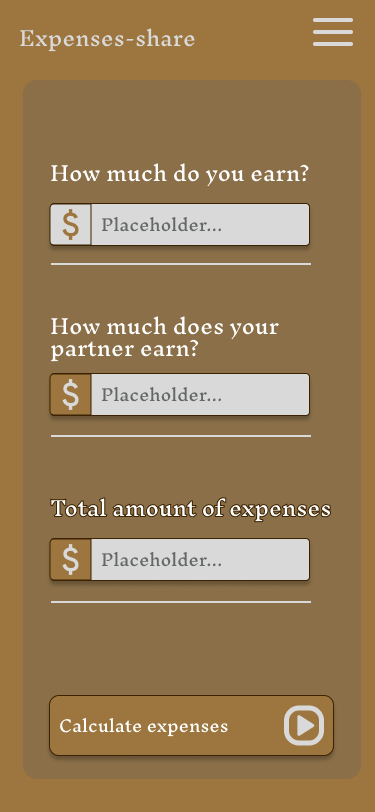 Expenses-share
How much do you earn?
$ Placeholder...
How much does your
partner earn?
$ Placeholder...
Total amount of expenses
$ Placeholder...
Calculate expenses